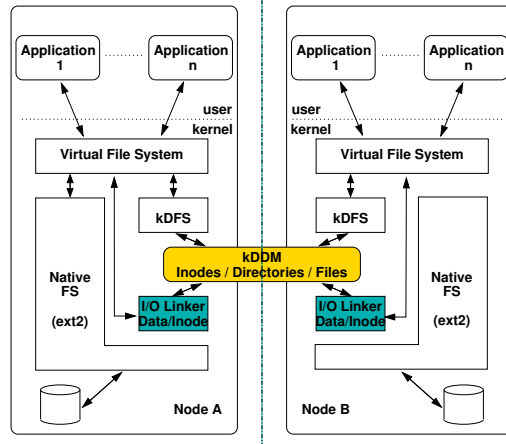 Application
1
Application
n
user
kernel
Virtual File System
kDFS
Native
FS
(ext2)
I/O Linker
Data/Inode
Node A
kDDM
Inodes / Directories / Files
Application
1
Application
n
user
kernel
Virtual File System
kDFS
Native
FS
(ext2)
I/O Linker
Data/Inode
Node B